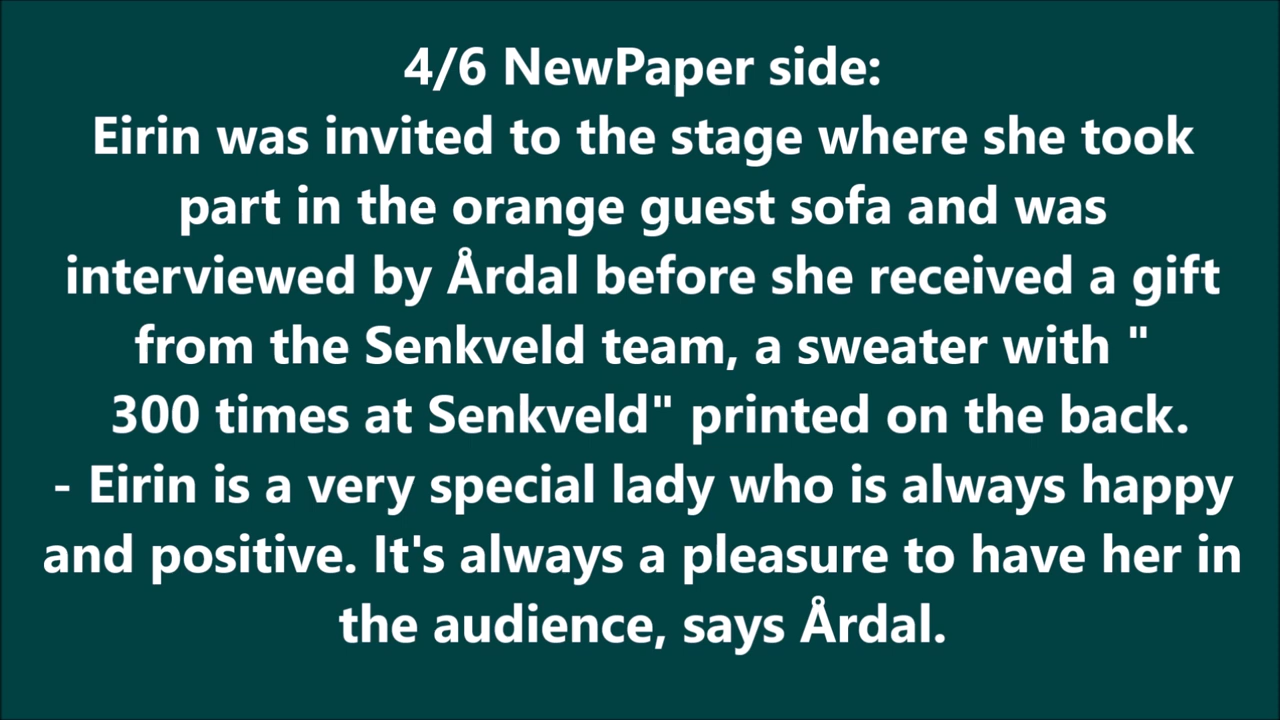 4/6 NewPaper side:
Eirin was invited to the stage where she took
part in the orange guest sofa and was
interviewed by Årdal before she received a gift
from the Senkveld team, a sweater with "
300 times at Senkveld" printed on the back.
- Eirin is a very special lady who is always happy
and positive. It's always a pleasure to have her in
the audience, says Årdal.